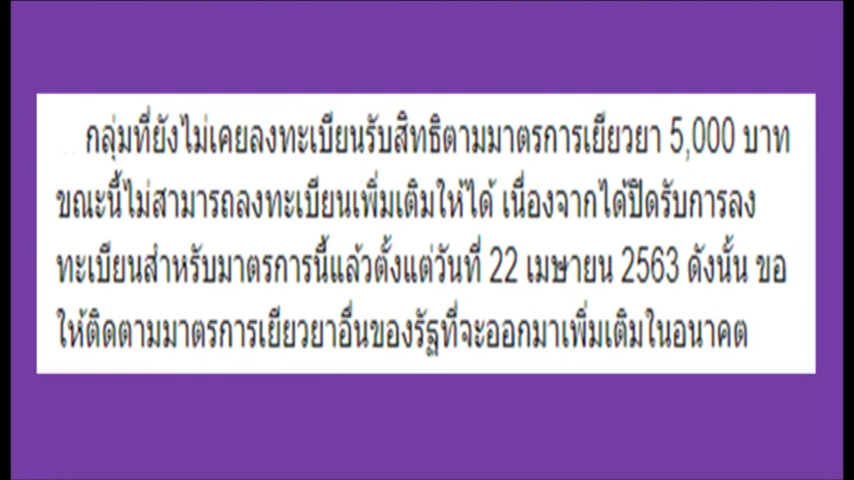 กลุ่มที่ยังไม่เคยลงทะเบียนรับสิทธิตามมาตรการเยียวยา 5,000 บาท
ขณะนี้ไม่สามารถลงทะเบียนเพิ่มเติมให้ได้ เนื่องจากได้ปิดรับการลง
ทะเบียนสำหรับมาตรการนี้แล้วตั้งแต่วันที่ 22 เมษายน 2563 ดังนั้น ขอ
ให้ติดตามมาตรการเยียวยาอื่นของรัฐที่จะออกมาเพิ่มเติมในอนาคต